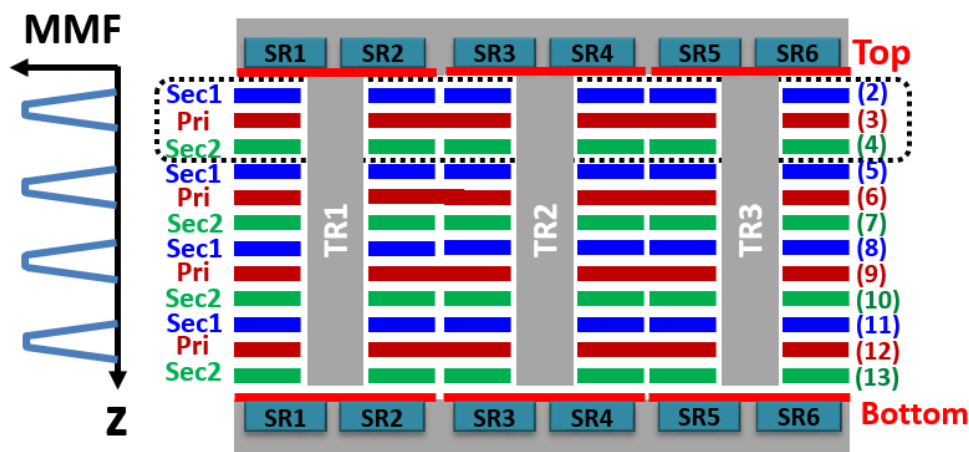 MMF
SR1 SR2 SR3 SR4 SR5 SR6 Top
Sec1 (2)
Pri (3)
Sec2 (4)
Sec1 (5)
Pri (6)
Sec2 (7)
Sec1 (8)
Pri (9)
Sec2 (10)
Sec1 (11)
Pri (12)
Sec2 (13)
TR1 TR2 TR3
z
SR1 SR2 SR3 SR4 SR5 SR6 Bottom